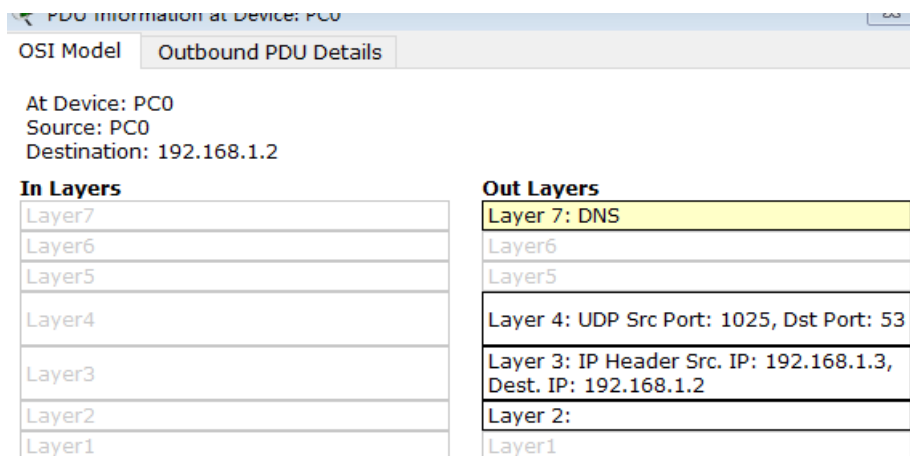 PDU Information at Device: PC0
OSI Model
Outbound PDU Details
At Device: PC0
Source: PC0
Destination: 192.168.1.2
In Layers
Layer7
Layer6
Layer5
Layer4
Layer3
Layer2
Layer1
Out Layers
Layer 7: DNS
Layer6
Layer5
Layer 4: UDP Src Port: 1025, Dst Port: 53
Layer 3: IP Header Src. IP: 192.168.1.3,
Dest. IP: 192.168.1.2
Layer 2:
Layer1